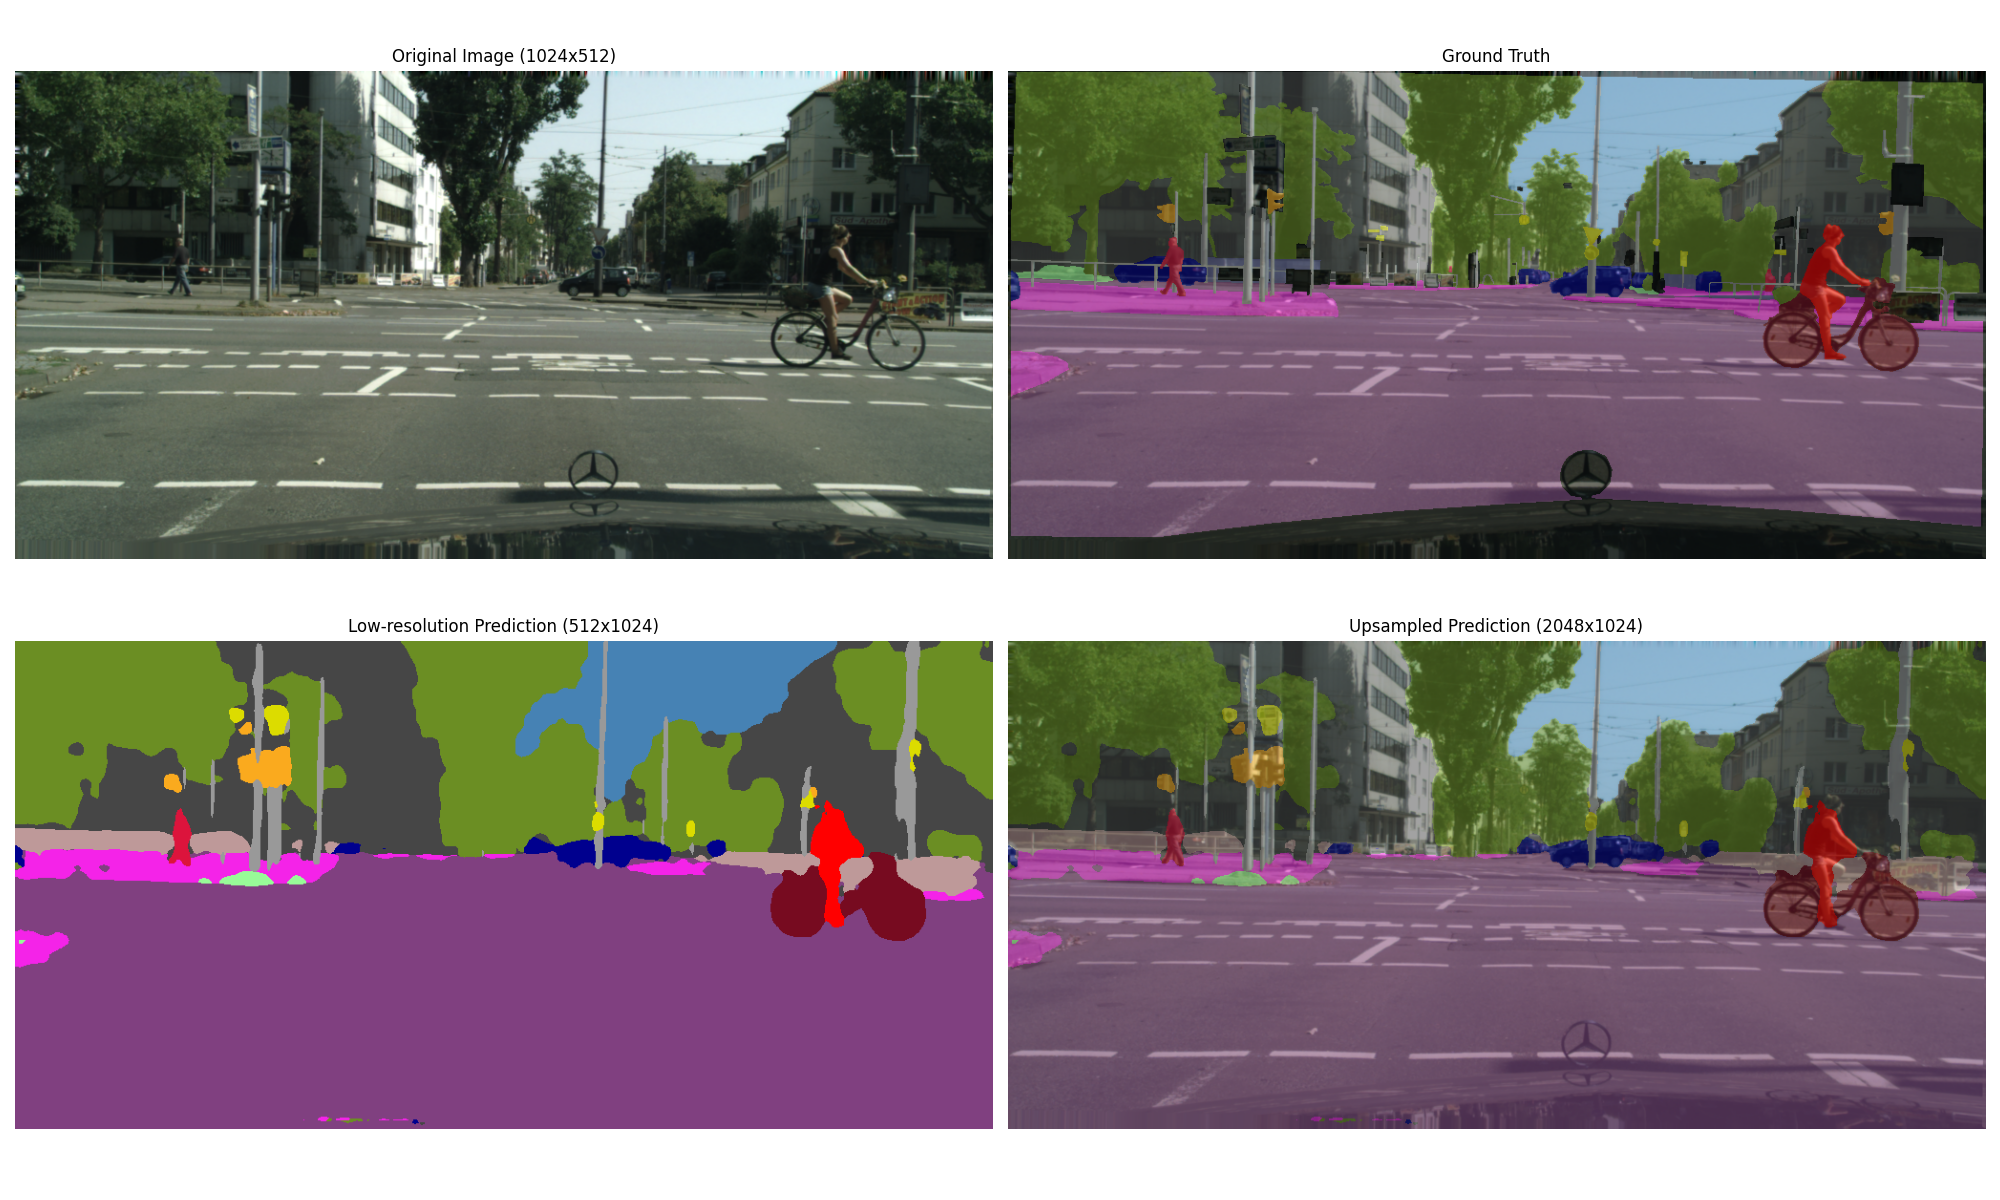 Original Image (1024x512)
Ground Truth
Low-resolution Prediction (512x1024)
Upsampled Prediction (2048x1024)